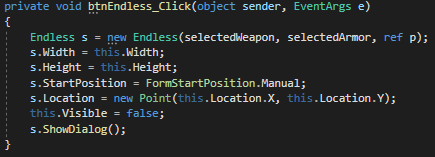 private void btnEndless_Click(object sender, EventArgs e)
{
Endless s = new Endless(selectedWeapon, selectedArmor, ref p);
s.Width = this.Width;
s.Height = this.Height;
s.StartPosition = FormStartPosition.Manual;
s.Location = new Point(this.Location.X, this.Location.Y);
this.Visible = false;
s.ShowDialog();
}